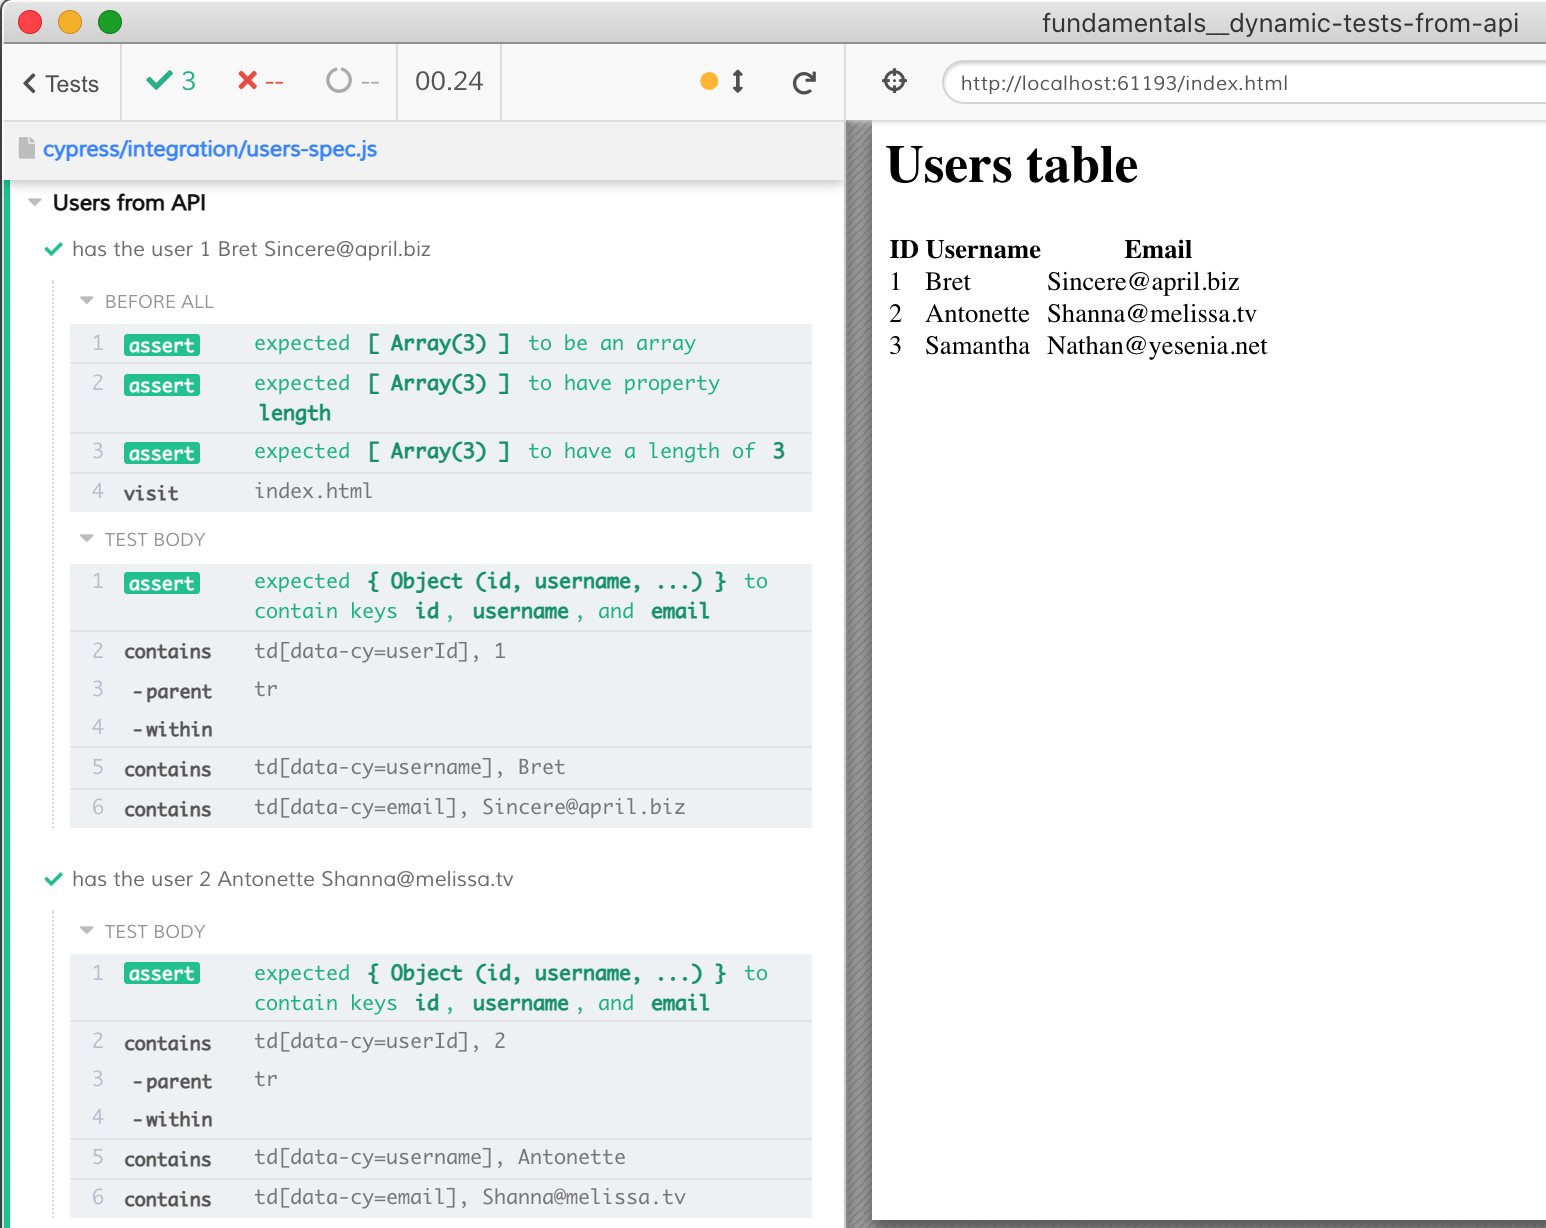 fundamentals__dynamic-tests-from-api
Tests 3 -- -- 00.24
http://localhost:61193/index.html
cypress/integration/users-spec.js
Users from API
has the user 1 Bret Sincere@april.biz
BEFORE ALL
1 assert expected [ Array(3) ] to be an array
2 assert expected [ Array(3) ] to have property
length
3 assert expected [ Array(3) ] to have a length of 3
4 visit index.html
TEST BODY
1 assert expected { Object (id, username, ...) } to
contain keys id, username, and email
2 contains td[data-cy=userId], 1
3 -parent tr
4 -within
5 contains td[data-cy=username], Bret
6 contains td[data-cy=email], Sincere@april.biz
has the user 2 Antonette Shanna@melissa.tv
TEST BODY
1 assert expected { Object (id, username, ...) } to
contain keys id, username, and email
2 contains td[data-cy=userId], 2
3 -parent tr
4 -within
5 contains td[data-cy=username], Antonette
6 contains td[data-cy=email], Shanna@melissa.tv
Users table
ID Username Email
1 Bret Sincere@april.biz
2 Antonette Shanna@melissa.tv
3 Samantha Nathan@yesenia.net